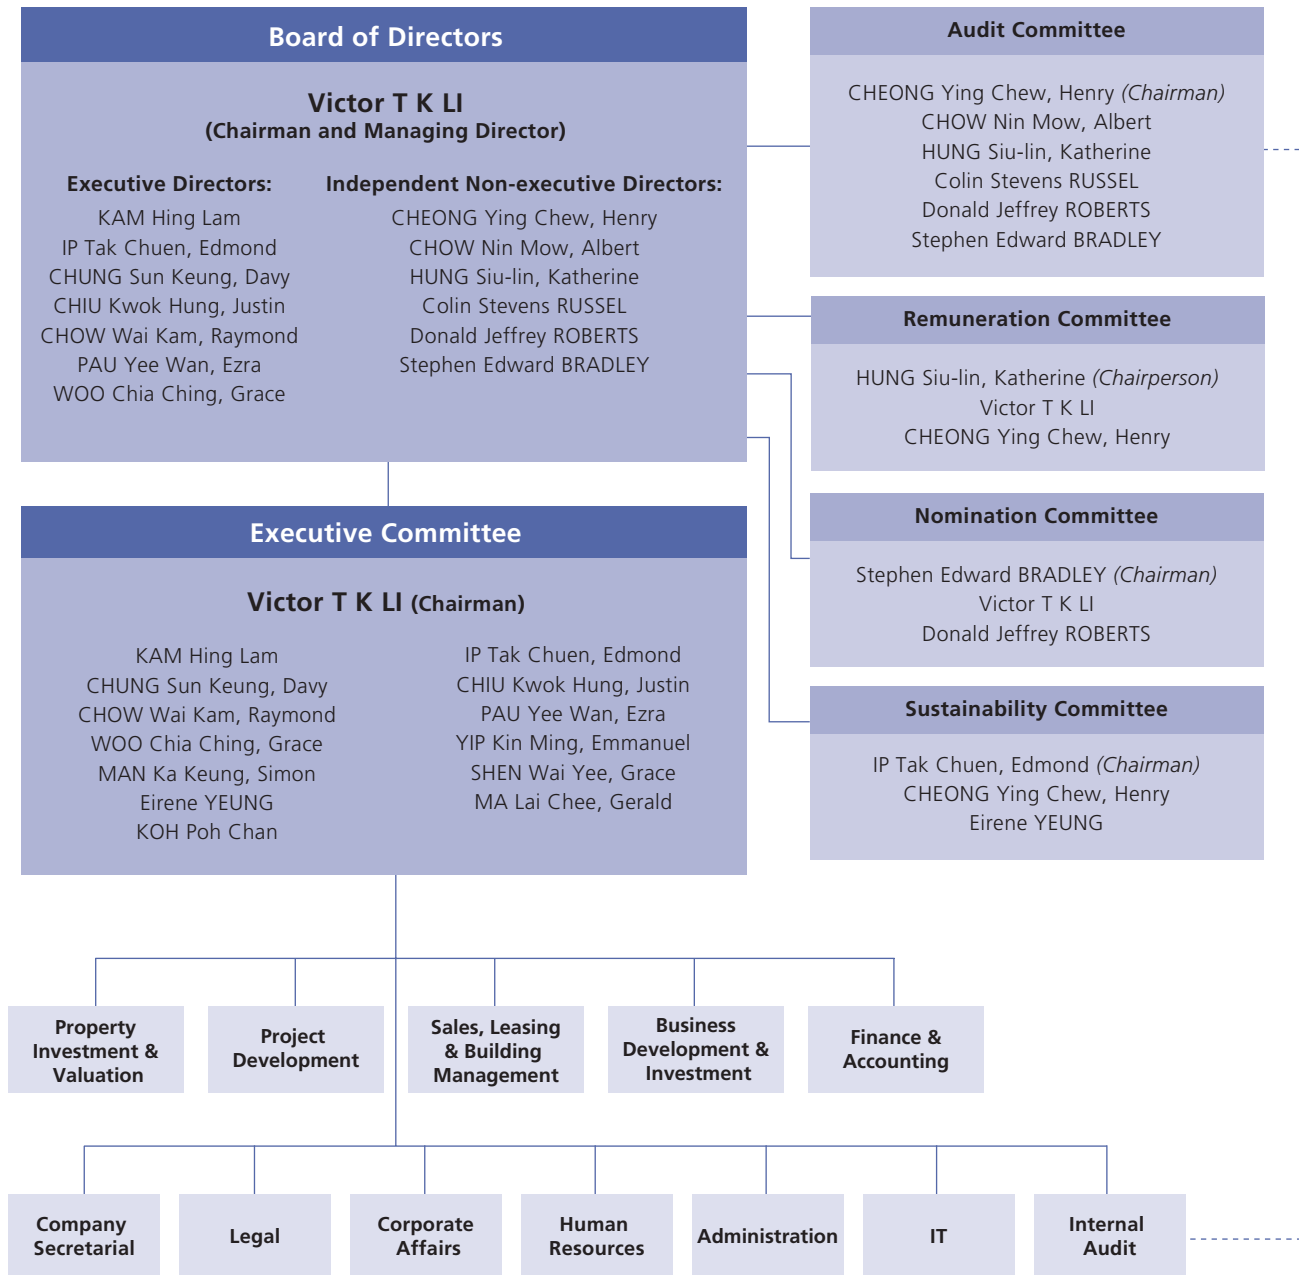 Board of Directors
Victor T K LI
(Chairman and Managing Director)
Executive Directors:
KAM Hing Lam
IP Tak Chuen, Edmond
CHUNG Sun Keung, Davy
CHIU Kwok Hung, Justin
CHOW Wai Kam, Raymond
PAU Yee Wan, Ezra
WOO Chia Ching, Grace
Independent Non-executive Directors:
CHEONG Ying Chew, Henry
CHOW Nin Mow, Albert
HUNG Siu-lin, Katherine
Colin Stevens RUSSEL
Donald Jeffrey ROBERTS
Stephen Edward BRADLEY
Audit Committee
CHEONG Ying Chew, Henry (Chairman)
CHOW Nin Mow, Albert
HUNG Siu-lin, Katherine
Colin Stevens RUSSEL
Donald Jeffrey ROBERTS
Stephen Edward BRADLEY
Remuneration Committee
HUNG Siu-lin, Katherine (Chairperson)
Victor T K LI
CHEONG Ying Chew, Henry
Nomination Committee
Stephen Edward BRADLEY (Chairman)
Victor T K LI
Donald Jeffrey ROBERTS
Sustainability Committee
IP Tak Chuen, Edmond (Chairman)
CHEONG Ying Chew, Henry
Eirene YEUNG
Executive Committee
Victor T K LI (Chairman)
KAM Hing Lam
CHUNG Sun Keung, Davy
CHOW Wai Kam, Raymond
WOO Chia Ching, Grace
MAN Ka Keung, Simon
Eirene YEUNG
KOH Poh Chan
IP Tak Chuen, Edmond
CHIU Kwok Hung, Justin
PAU Yee Wan, Ezra
YIP Kin Ming, Emmanuel
SHEN Wai Yee, Grace
MA Lai Chee, Gerald
Property
Investment &
Valuation
Project
Development
Sales, Leasing
& Building
Management
Business
Development &
Investment
Finance &
Accounting
Company
Secretarial
Legal
Corporate
Affairs
Human
Resources
Administration
IT
Internal
Audit